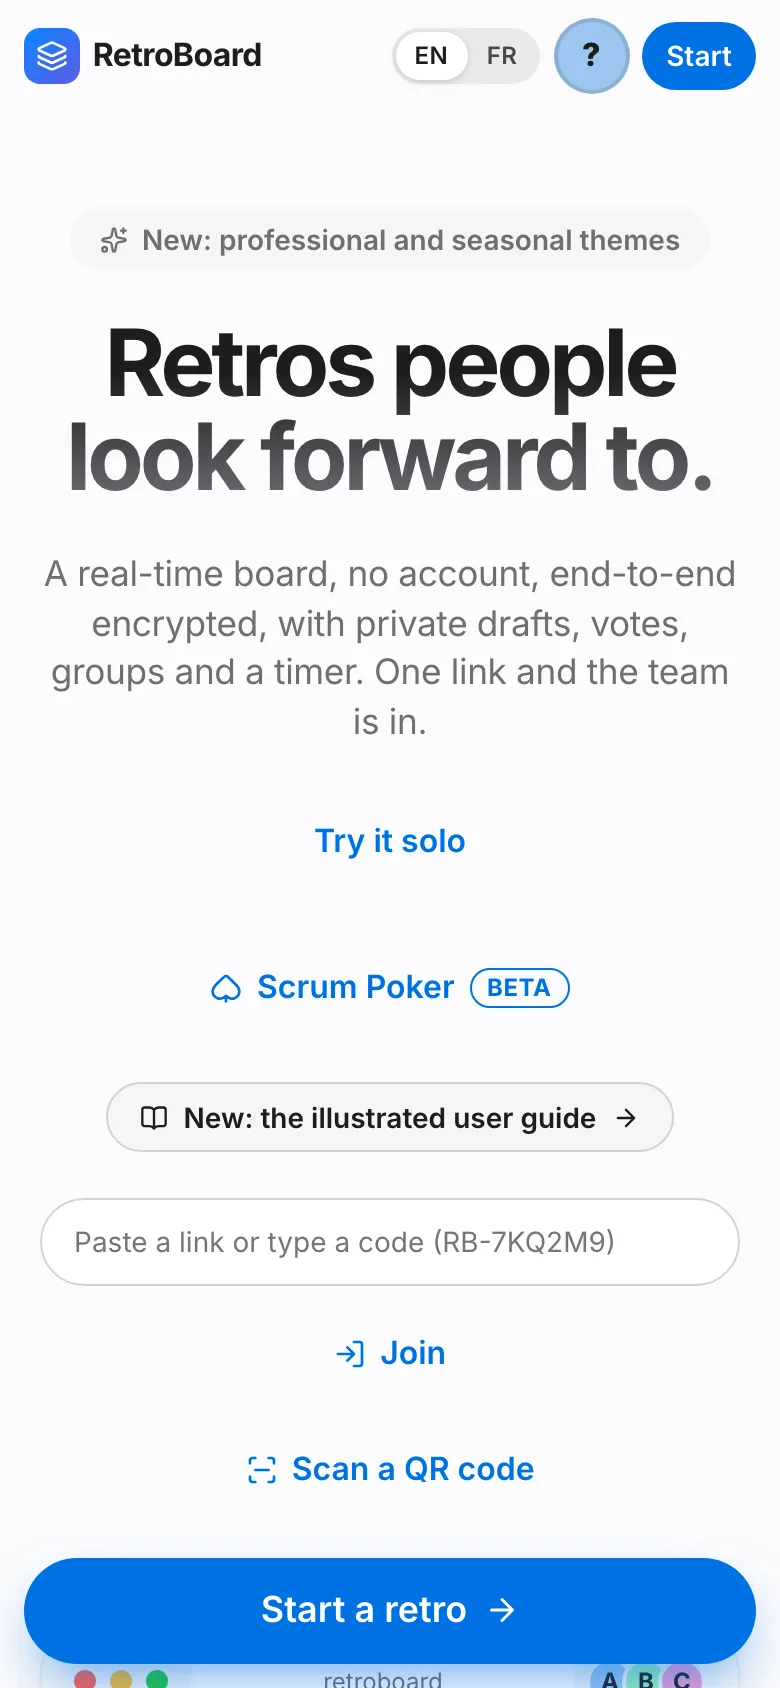 RetroBoard
EN FR
?
Start
New: professional and seasonal themes
Retros people
look forward to.
A real-time board, no account, end-to-end
encrypted, with private drafts, votes,
groups and a timer. One link and the team
is in.
Try it solo
Scrum Poker BETA
New: the illustrated user guide →
Paste a link or type a code (RB-7KQ2M9)
Join
Scan a QR code
Start a retro →
retroboard
A B C